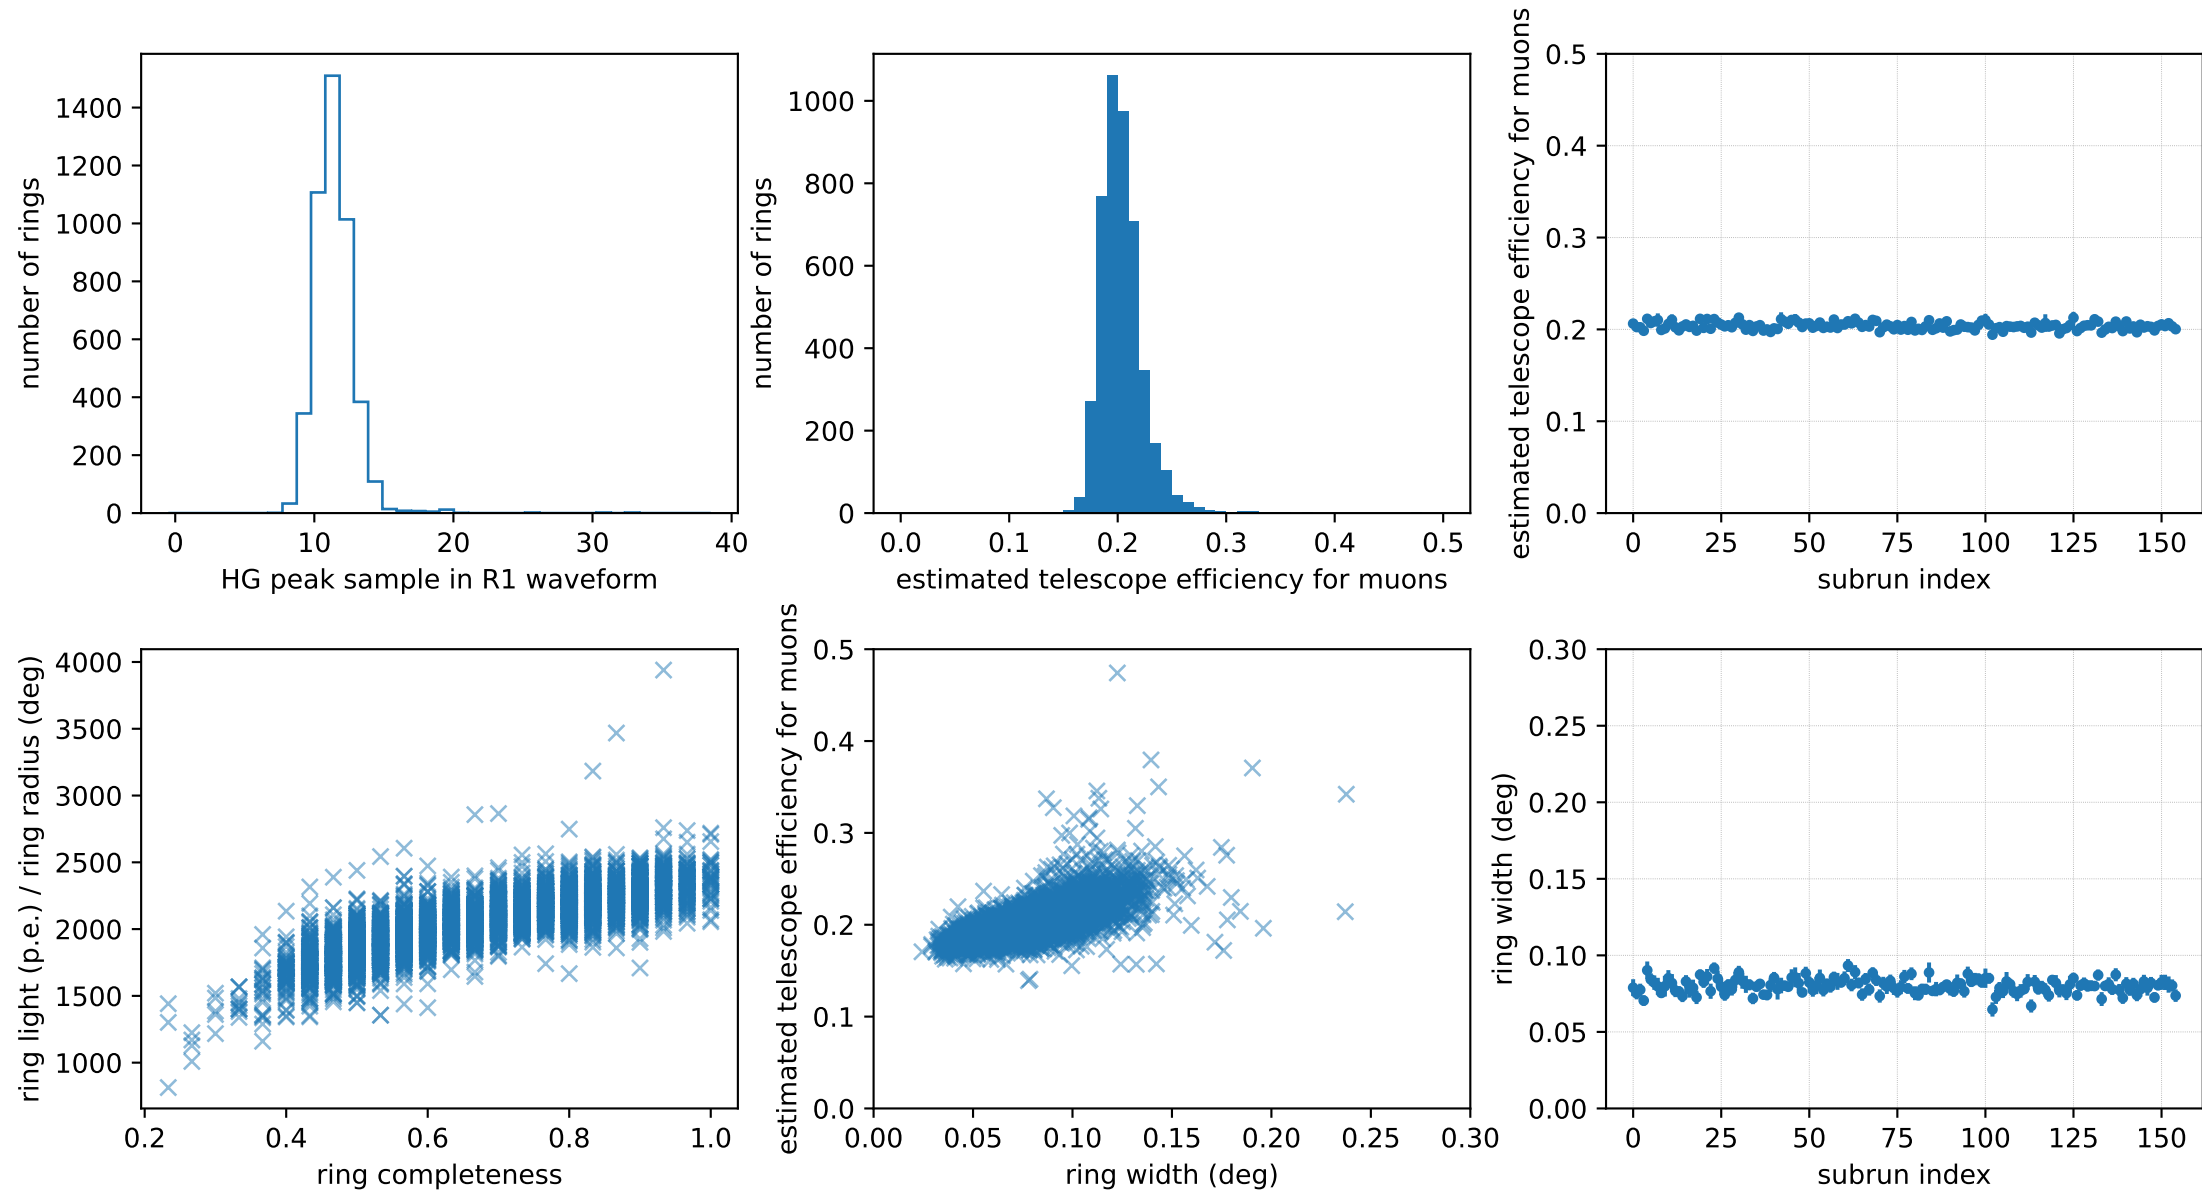 number of rings
1400
1200
1000
800
600
400
200
0
0 10 20 30 40
HG peak sample in R1 waveform
number of rings
1000
800
600
400
200
0
0.0 0.1 0.2 0.3 0.4 0.5
estimated telescope efficiency for muons
estimated telescope efficiency for muons
0.5
0.4
0.3
0.2
0.1
0.0
0 25 50 75 100 125 150
subrun index
ring light (p.e.) / ring radius (deg)
4000
3500
3000
2500
2000
1500
1000
0.2 0.4 0.6 0.8 1.0
ring completeness
estimated telescope efficiency for muons
0.5
0.4
0.3
0.2
0.1
0.0
0.00 0.05 0.10 0.15 0.20 0.25 0.30
ring width (deg)
ring width (deg)
0.30
0.25
0.20
0.15
0.10
0.05
0.00
0 25 50 75 100 125 150
subrun index